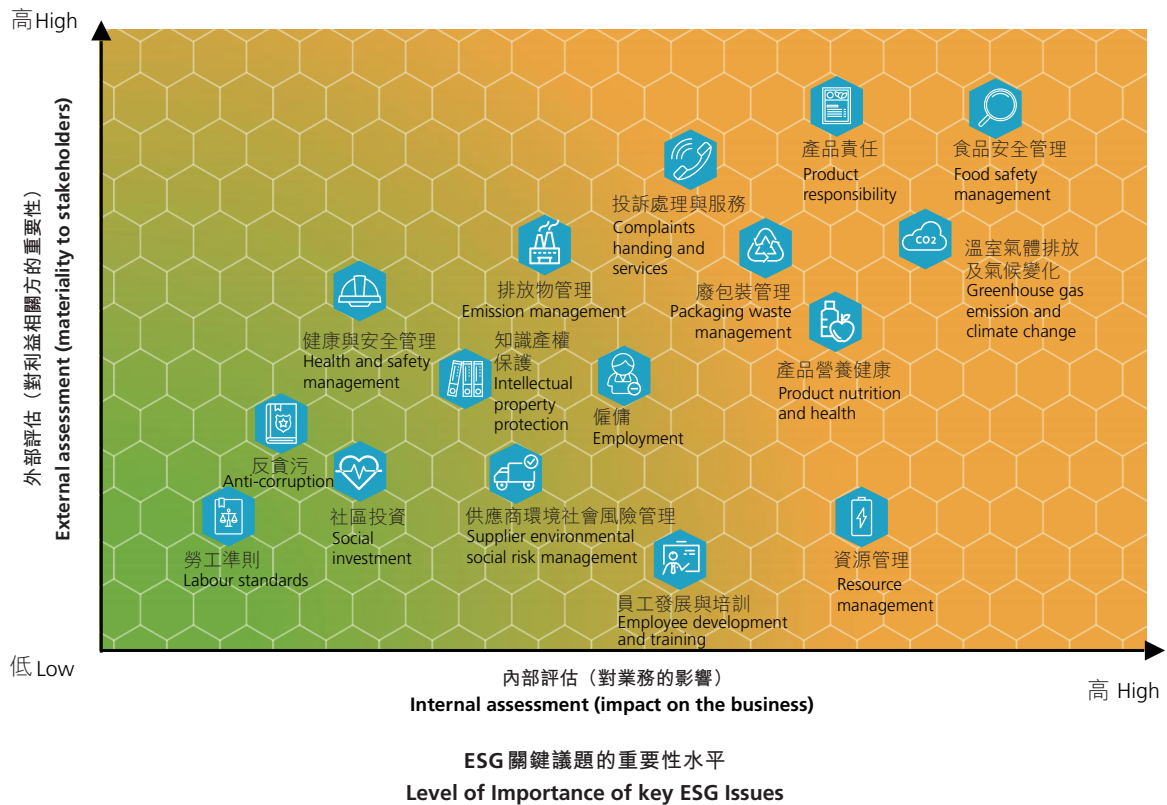 高High
外部評估（對利益相關方的重要性）
External assessment (materiality to stakeholders)
產品責任
Product
responsibility
食品安全管理
Food safety
management
投訴處理與服務
Complaints
handing and
services
CO2
溫室氣體排放
及氣候變化
Greenhouse gas
emission and
climate change
排放物管理
Emission management
廢包裝管理
Packaging waste
management
健康與安全管理
Health and safety
management
知識產權
保護
Intellectual
property
protection
僱傭
Employment
產品營養健康
Product nutrition
and health
反貪污
Anti-corruption
社區投資
Social
investment
供應商環境社會風險管理
Supplier environmental
social risk management
勞工準則
Labour standards
員工發展與培訓
Employee development
and training
資源管理
Resource
management
低 Low
內部評估（對業務的影響）
Internal assessment (impact on the business)
高 High
ESG 關鍵議題的重要性水平
Level of Importance of key ESG Issues